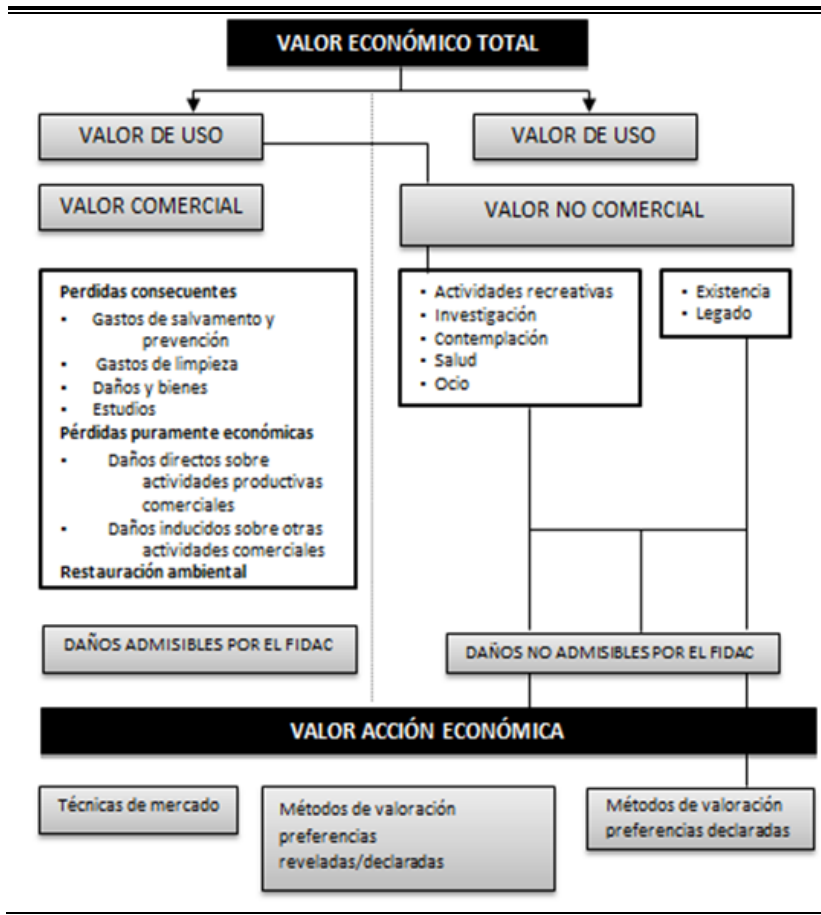 VALOR ECONÓMICO TOTAL
VALOR DE USO
VALOR DE USO
VALOR COMERCIAL
VALOR NO COMERCIAL
Perdidas consecuentes
• Gastos de salvamento y
prevención
• Gastos de limpieza
• Daños y bienes
• Estudios
Pérdidas puramente económicas
• Daños directos sobre
actividades productivas
comerciales
• Daños inducidos sobre otras
actividades comerciales
Restauración ambiental
• Actividades recreativas
• Investigación
• Contemplación
• Salud
• Ocio
• Existencia
• Legado
DAÑOS ADMISIBLES POR EL FIDAC
DAÑOS NO ADMISIBLES POR EL FIDAC
VALOR ACCIÓN ECONÓMICA
Técnicas de mercado
Métodos de valoración
preferencias
reveladas/declaradas
Métodos de valoración
preferencias declaradas